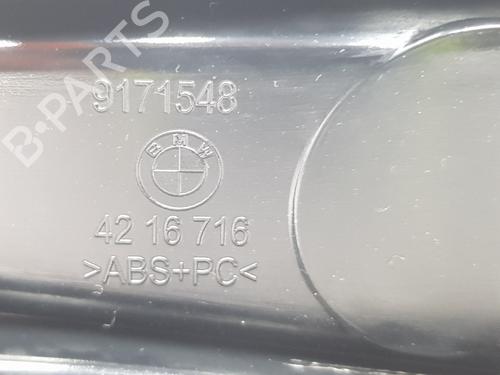 B-PARTS
9171548
BMW
42 16 716
>ABS+PC<